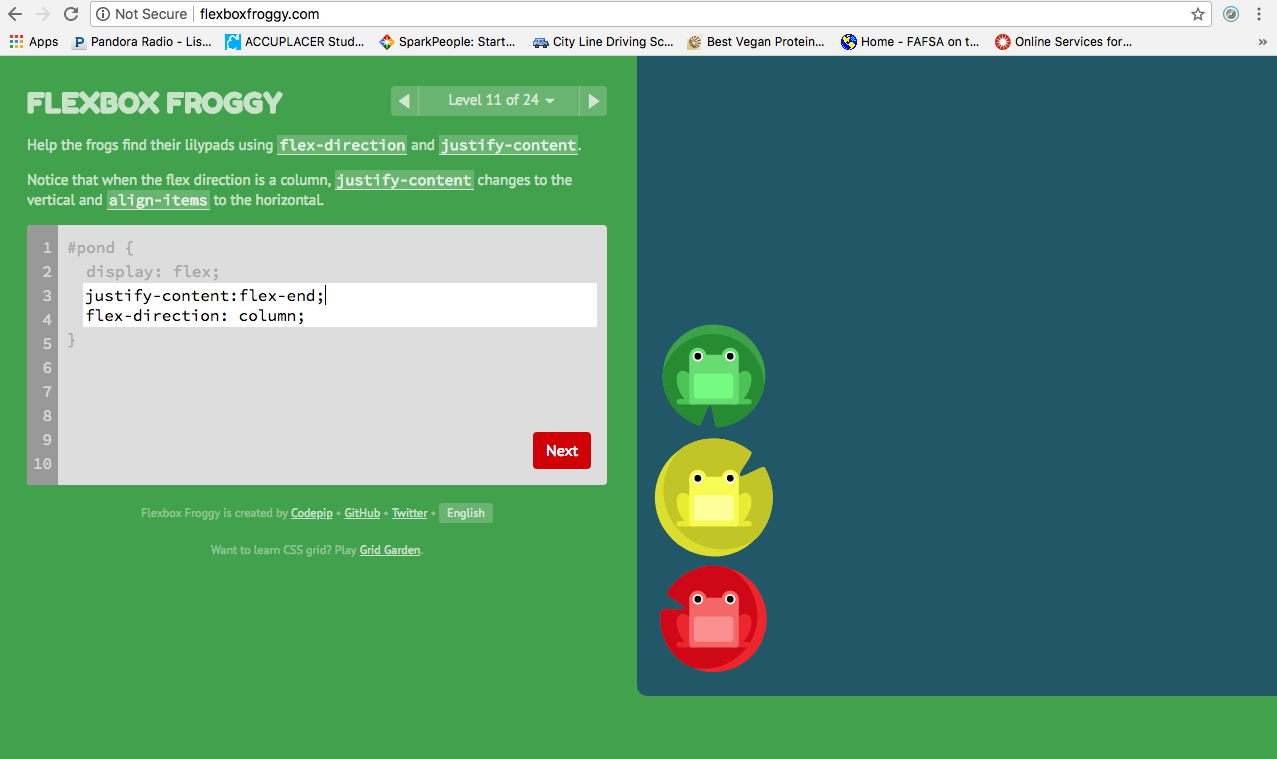 Not Secure | flexboxfroggy.com
Apps Pandora Radio - Lis... ACCUPLACER Stud... SparkPeople: Start... City Line Driving Sc... Best Vegan Protein... Home - FAFSA on t... Online Services for... »
FLEXBOX FROGGY
Level 11 of 24
Help the frogs find their lilypads using flex-direction and justify-content.
Notice that when the flex direction is a column, justify-content changes to the
vertical and align-items to the horizontal.
1 #pond {
2 display: flex;
3 justify-content:flex-end;
4 flex-direction: column;
5 }
6
7
8
9
10
Next
Flexbox Froggy is created by Codepip • GitHub • Twitter • English
Want to learn CSS grid? Play Grid Garden.